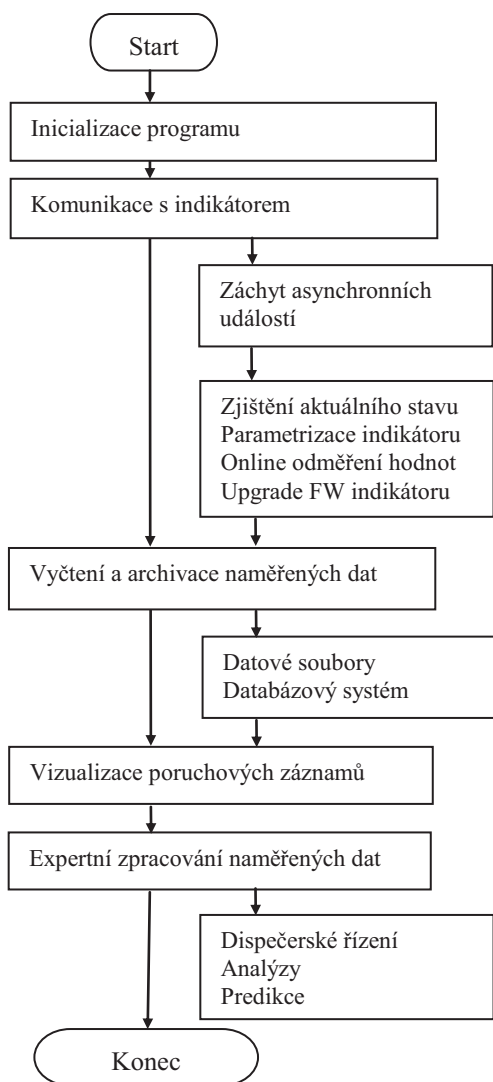 Start
Inicializace programu
Komunikace s indikátorem
Záchyt asynchronních
událostí
Zjištění aktuálního stavu
Parametrizace indikátoru
Online odměření hodnot
Upgrade FW indikátoru
Vyčtení a archivace naměřených dat
Datové soubory
Databázový systém
Vizualizace poruchových záznamů
Expertní zpracování naměřených dat
Dispečerské řízení
Analýzy
Predikce
Konec